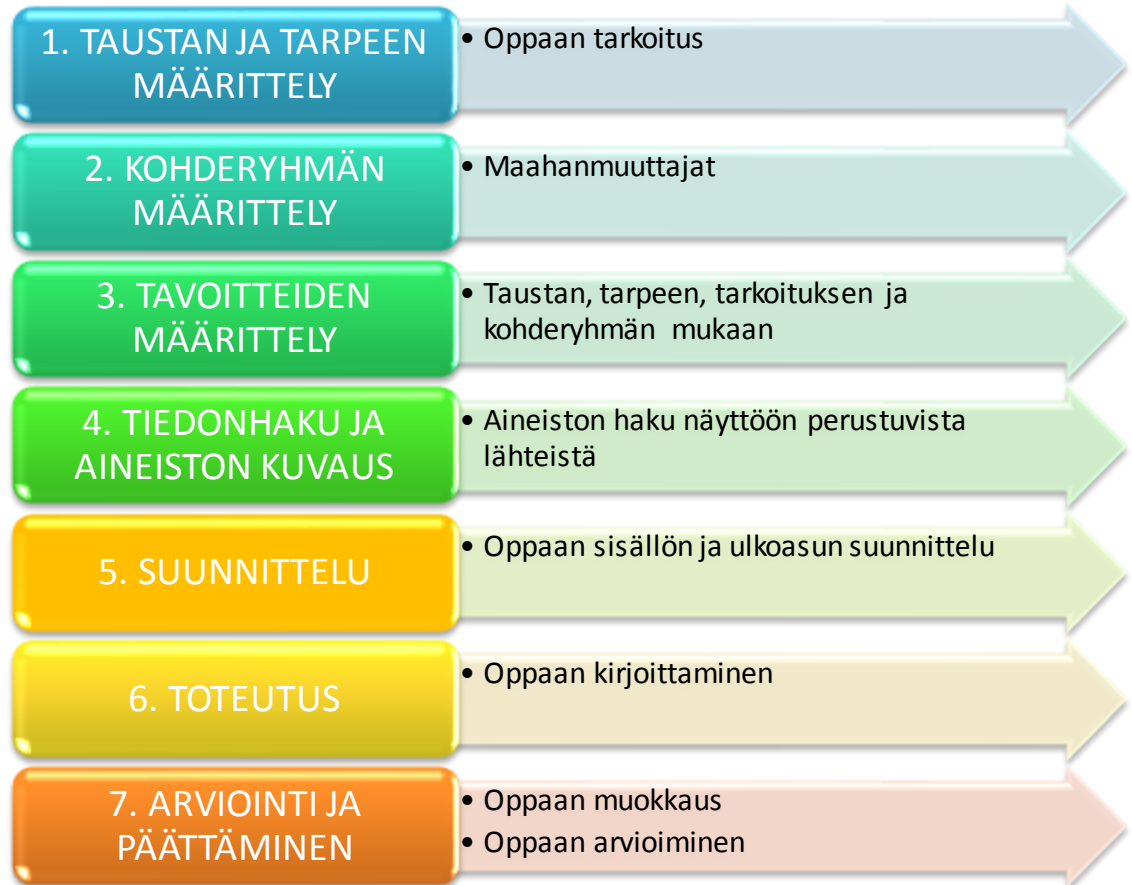 1. TAUSTAN JA TARPEEN
MÄÄRITTELY
• Oppaan tarkoitus
2. KOHDERYHMÄN
MÄÄRITTELY
• Maahanmuuttajat
3. TAVOITTEIDEN
MÄÄRITTELY
• Taustan, tarpeen, tarkoituksen ja
kohderyhmän mukaan
4. TIEDONHAKU JA
AINEISTON KUVAUS
• Aineiston haku näyttöön perustuvista
lähteistä
5. SUUNNITTELU
• Oppaan sisällön ja ulkoasun suunnittelu
6. TOTEUTUS
• Oppaan kirjoittaminen
7. ARVIOINTI JA
PÄÄTTÄMINEN
• Oppaan muokkaus
• Oppaan arvioiminen